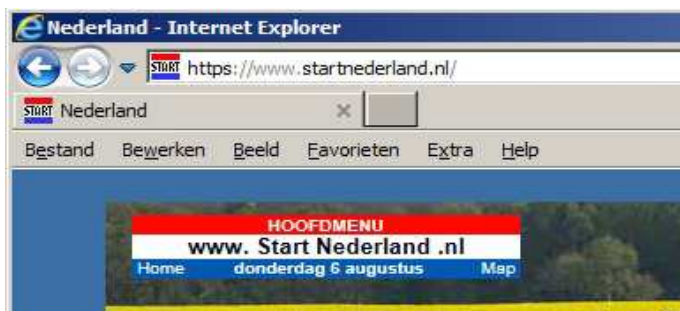 Nederland - Internet Explorer
START https://www.startnederland.nl/
START Nederland
Bestand Bewerken Beeld Favorieten Extra Help
HOOFDMENU
www. Start Nederland .nl
Home donderdag 6 augustus Map